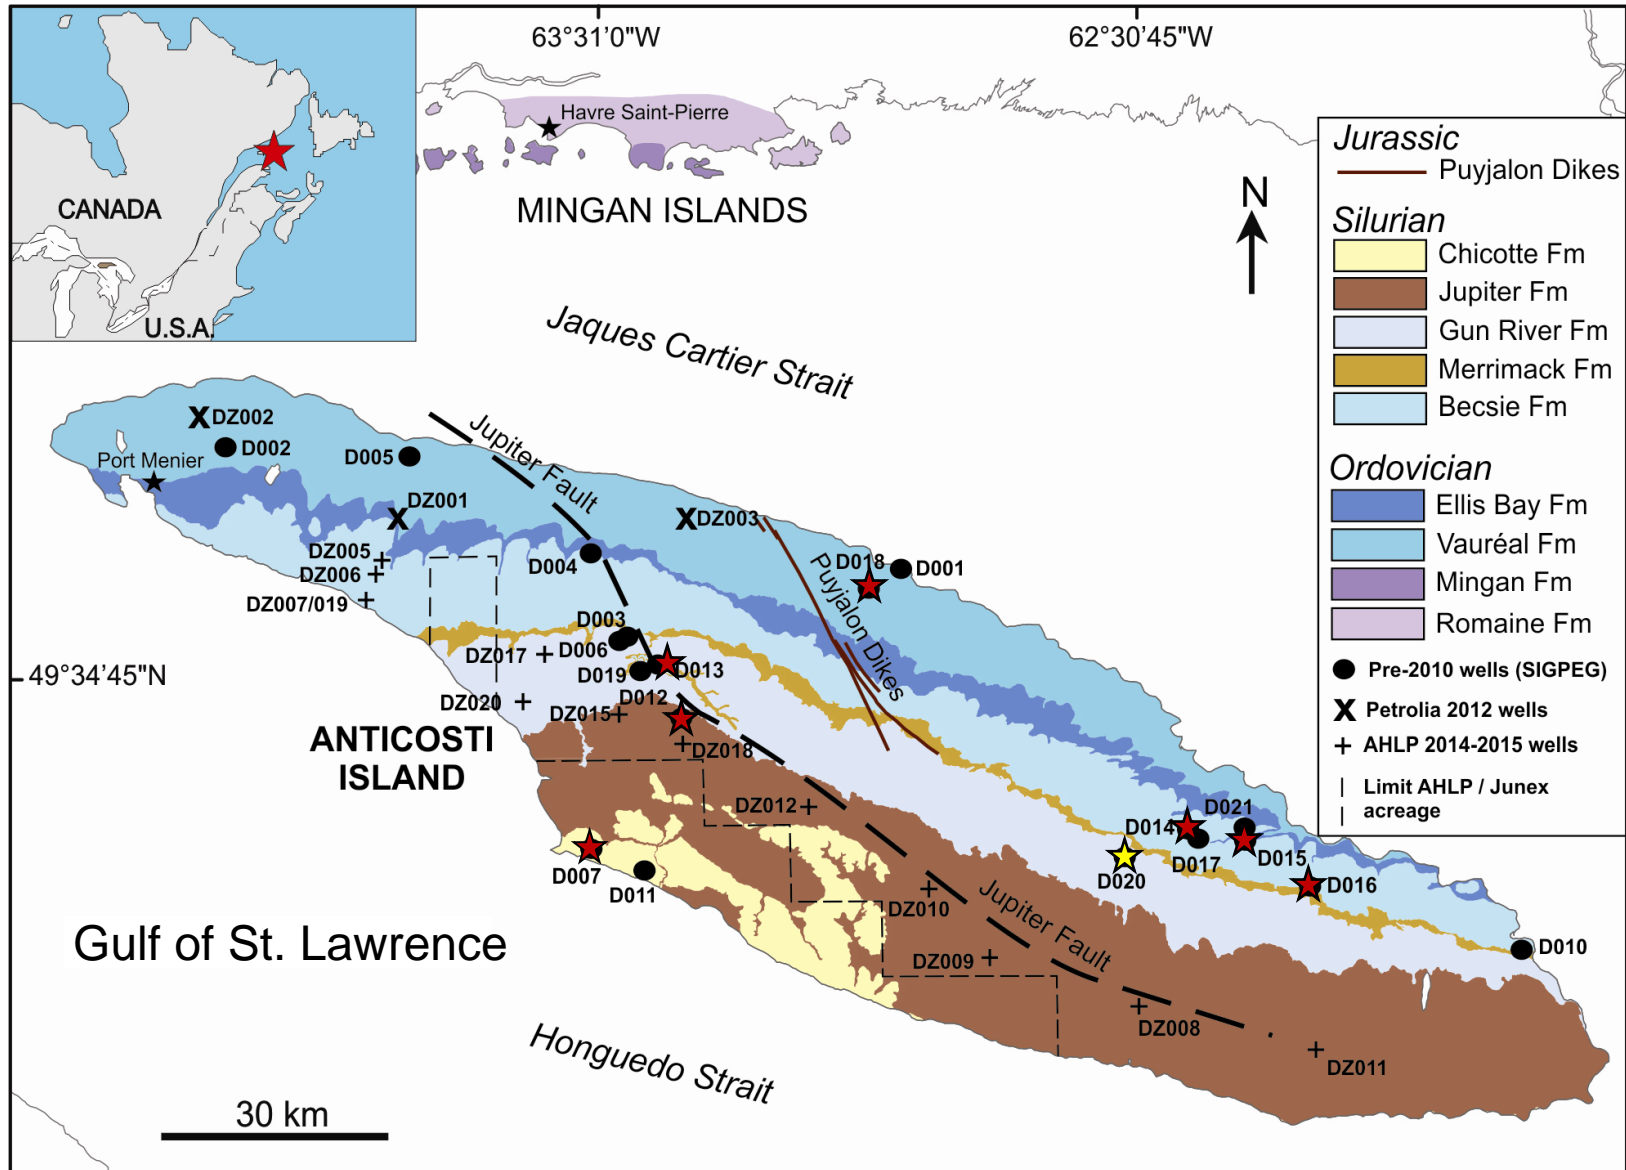 63°31'0"W
62°30'45"W
Havre Saint-Pierre
MINGAN ISLANDS
CANADA
U.S.A.
N
Jaques Cartier Strait
Jurassic
Puyjalon Dikes
Silurian
Chicotte Fm
Jupiter Fm
Gun River Fm
Merrimack Fm
Becsie Fm
Ordovician
Ellis Bay Fm
Vauréal Fm
Mingan Fm
Romaine Fm
Pre-2010 wells (SIGPEG)
X Petrolia 2012 wells
+ AHLP 2014-2015 wells
Limit AHLP / Junex
acreage
X DZ002
D002
Port Menier
D005
Jupiter Fault
DZ001
X
X DZ003
DZ005
DZ006
DZ007/019
D004
D018
D001
Puyjalon Dikes
D003
D006
DZ017
D019
D013
D012
DZ020
DZ015
DZ018
49°34'45"N
ANTICOSTI
ISLAND
DZ012
D007
D011
D021
D014
D017
D015
D020
D016
DZ010
Jupiter Fault
DZ009
D010
DZ008
DZ011
Gulf of St. Lawrence
Honguedo Strait
30 km